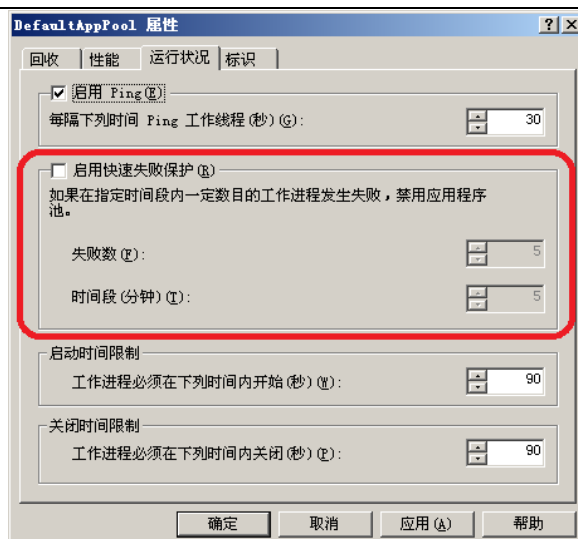 DefaultAppPool 属性
回收 性能 运行状况 标识
启用 Ping(E)
每隔下列时间 Ping 工作线程(秒)(G): 30
启用快速失败保护(R)
如果在指定时间段内一定数目的工作进程发生失败，禁用应用程序
池。
失败数(F): 5
时间段(分钟)(T): 5
启动时间限制
工作进程必须在下列时间内开始(秒)(W): 90
关闭时间限制
工作进程必须在下列时间内关闭(秒)(P): 90
确定 取消 应用(A) 帮助